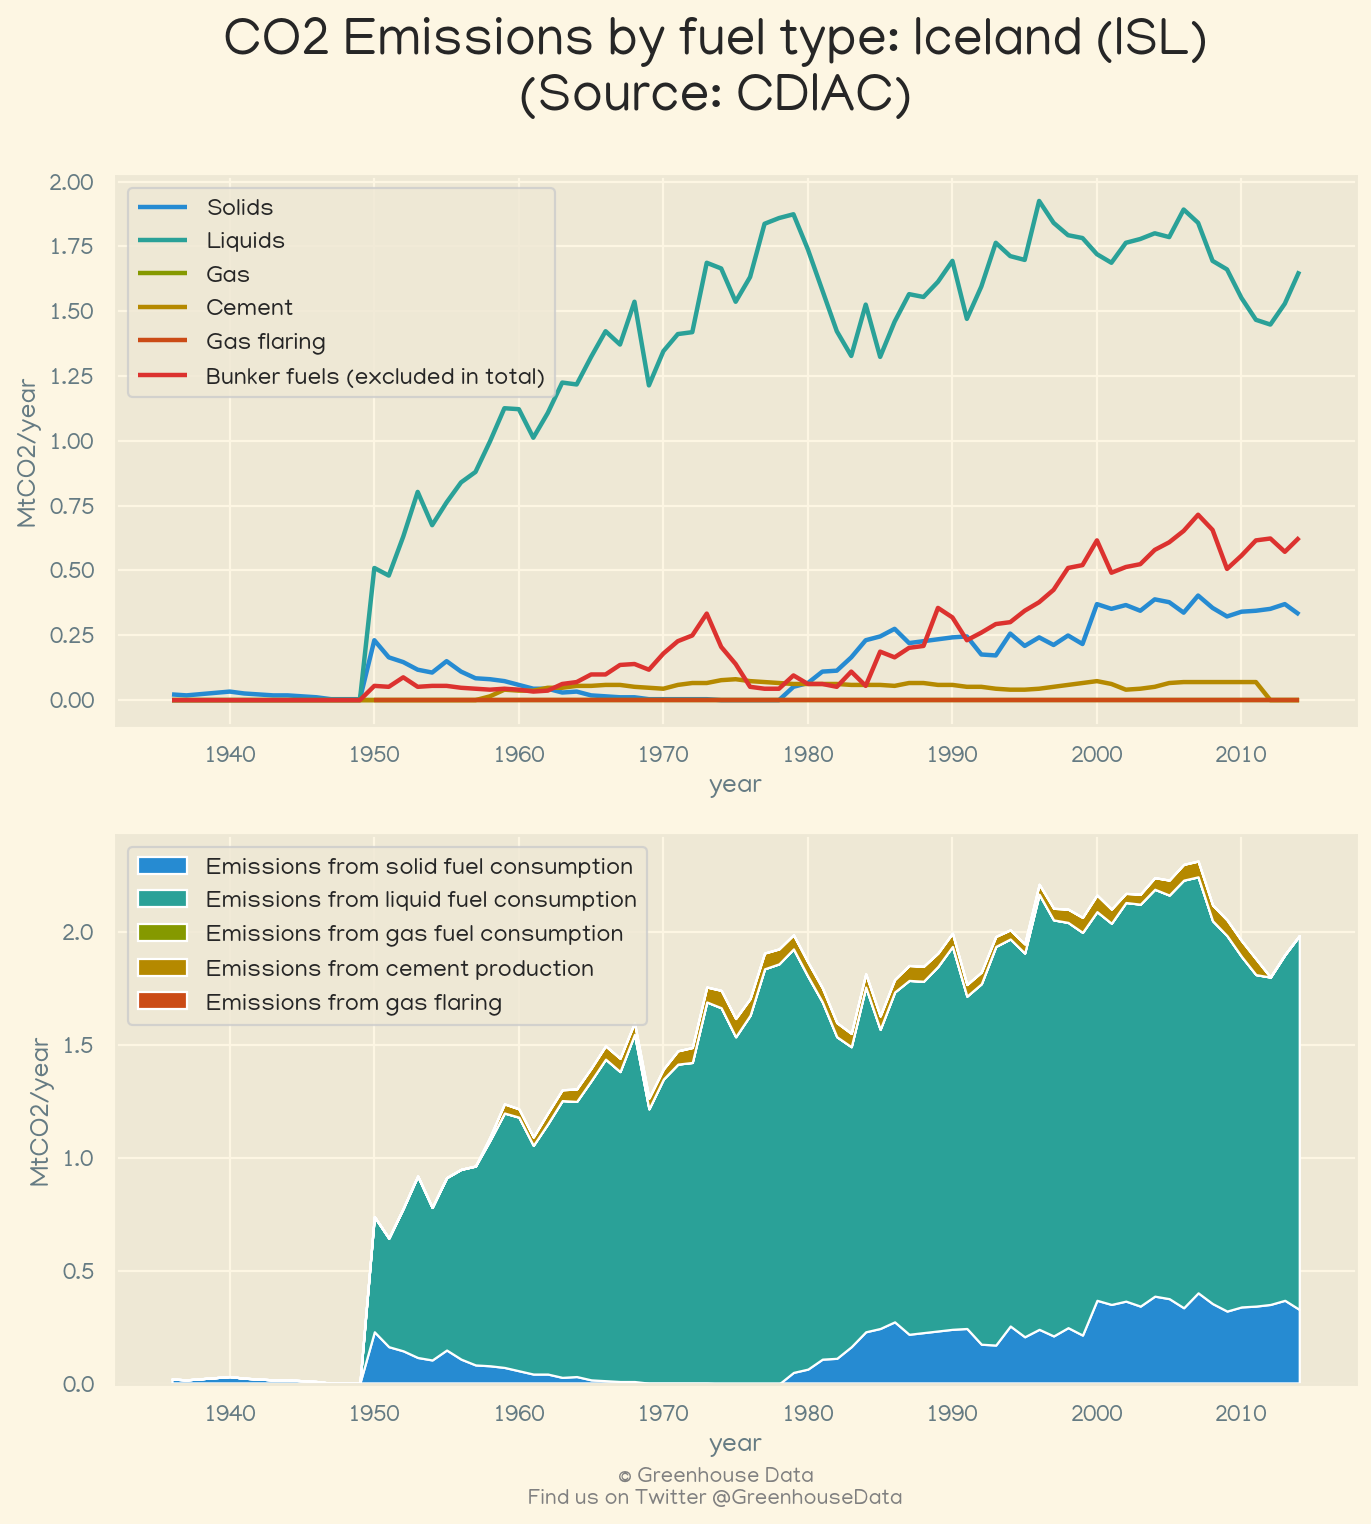 CO2 Emissions by fuel type: Iceland (ISL)
(Source: CDIAC)
2.00
1.75
1.50
1.25
1.00
0.75
0.50
0.25
0.00
MtCO2/year
Solids
Liquids
Gas
Cement
Gas flaring
Bunker fuels (excluded in total)
1940 1950 1960 1970 1980 1990 2000 2010
year
2.0
1.5
1.0
0.5
0.0
MtCO2/year
Emissions from solid fuel consumption
Emissions from liquid fuel consumption
Emissions from gas fuel consumption
Emissions from cement production
Emissions from gas flaring
1940 1950 1960 1970 1980 1990 2000 2010
year
© Greenhouse Data
Find us on Twitter @GreenhouseData